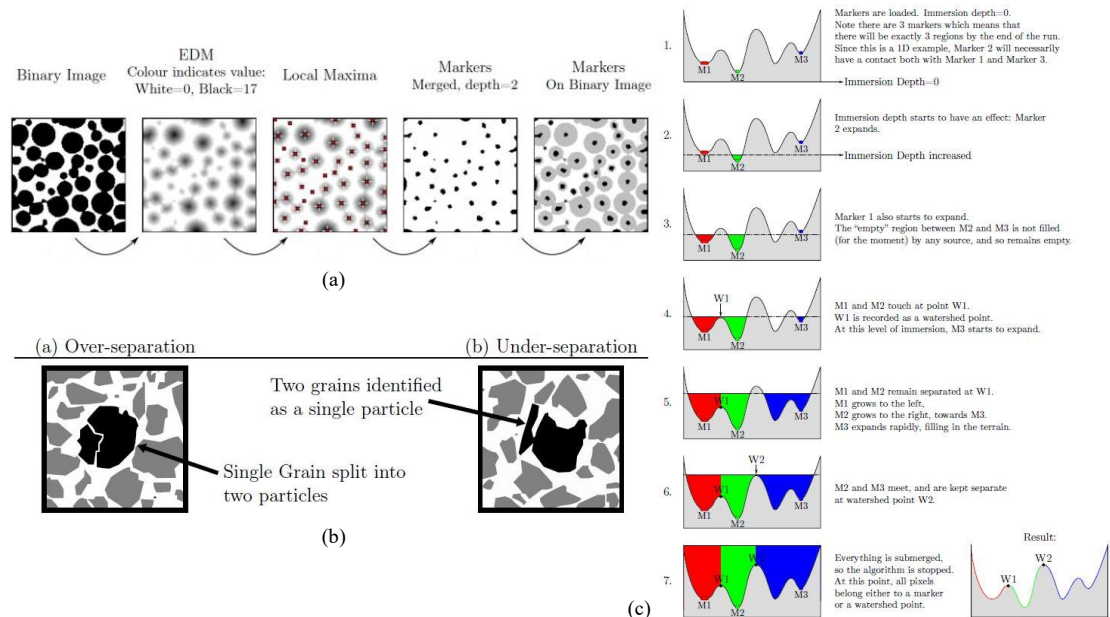 Binary Image
EDM
Colour indicates value:
White=0, Black=17
Local Maxima
Markers
Merged, depth=2
Markers
On Binary Image
(a)
(a) Over-separation
(b) Under-separation
Two grains identified
as a single particle
Single Grain split into
two particles
(b)
1.
M1
M2
M3
Markers are loaded. Immersion depth=0.
Note there are 3 markers which means that
there will be exactly 3 regions by the end of the run.
Since this is a 1D example, Marker 2 will necessarily
have a contact both with Marker 1 and Marker 3.
Immersion Depth=0
2.
M1
M2
M3
Immersion depth starts to have an effect: Marker
2 expands.
Immersion Depth increased
3.
M1
M2
M3
Marker 1 also starts to expand.
The "empty" region between M2 and M3 is not filled
(for the moment) by any source, and so remains empty.
4.
W1
M1
M2
M3
M1 and M2 touch at point W1.
W1 is recorded as a watershed point.
At this level of immersion, M3 starts to expand.
5.
W1
M1
M2
M3
M1 and M2 remain separated at W1.
M1 grows to the left,
M2 grows to the right, towards M3.
M3 expands rapidly, filling in the terrain.
6.
W2
W1
M1
M2
M3
M2 and M3 meet, and are kept separate
at watershed point W2.
7.
W1
W2
M1
M2
M3
Everything is submerged,
so the algorithm is stopped.
At this point, all pixels
belong either to a marker
or a watershed point.
Result:
W1
W2
(c)